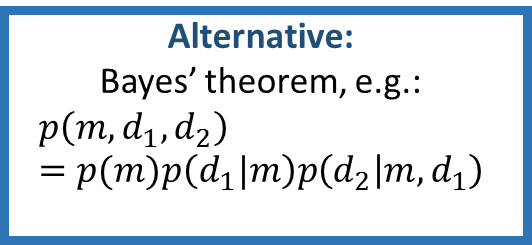 Alternative:
Bayes’ theorem, e.g.:
p(m, d₁, d₂)
= p(m)p(d₁|m)p(d₂|m, d₁)